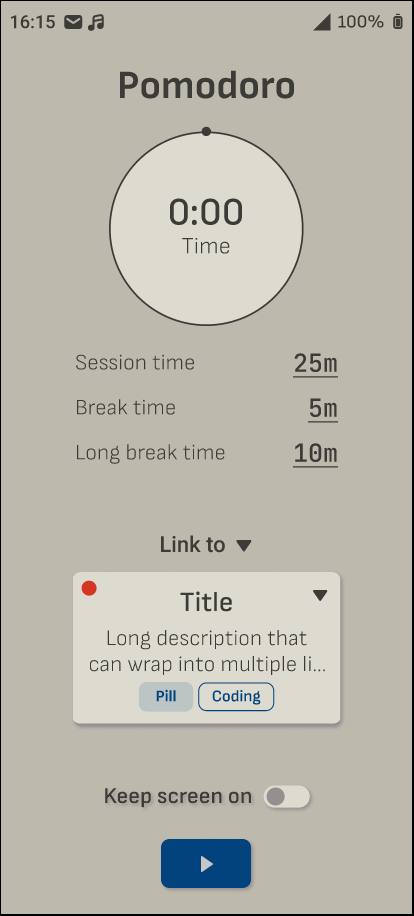 16:15
100%
Pomodoro
0:00
Time
Session time 25m
Break time 5m
Long break time 10m
Link to
Title
Long description that
can wrap into multiple li...
Pill Coding
Keep screen on